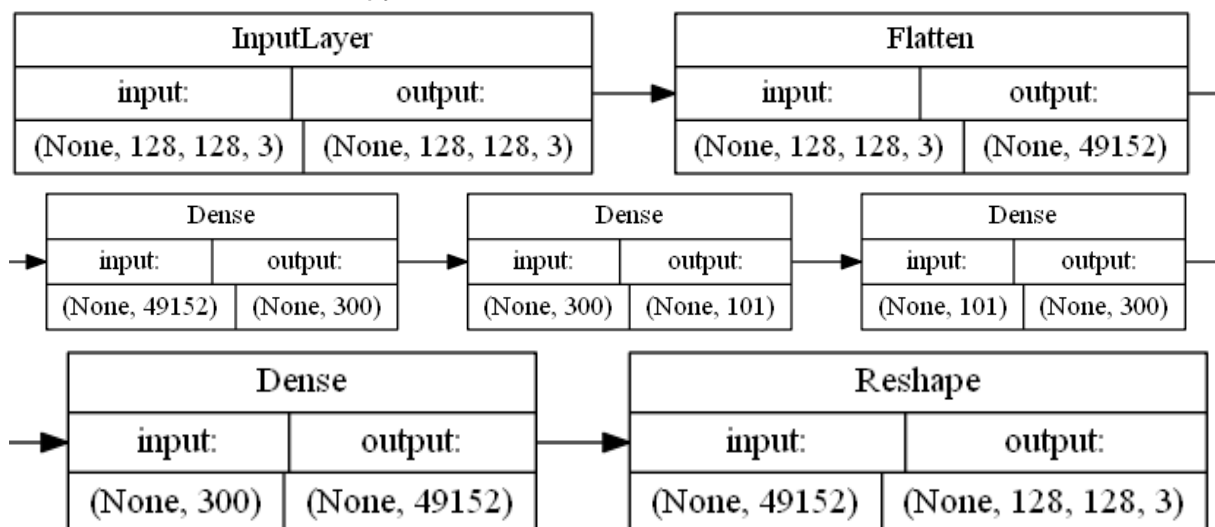 InputLayer
input: output:
(None, 128, 128, 3) (None, 128, 128, 3)
Flatten
input: output:
(None, 128, 128, 3) (None, 49152)
Dense
input: output:
(None, 49152) (None, 300)
Dense
input: output:
(None, 300) (None, 101)
Dense
input: output:
(None, 101) (None, 300)
Dense
input: output:
(None, 300) (None, 49152)
Reshape
input: output:
(None, 49152) (None, 128, 128, 3)